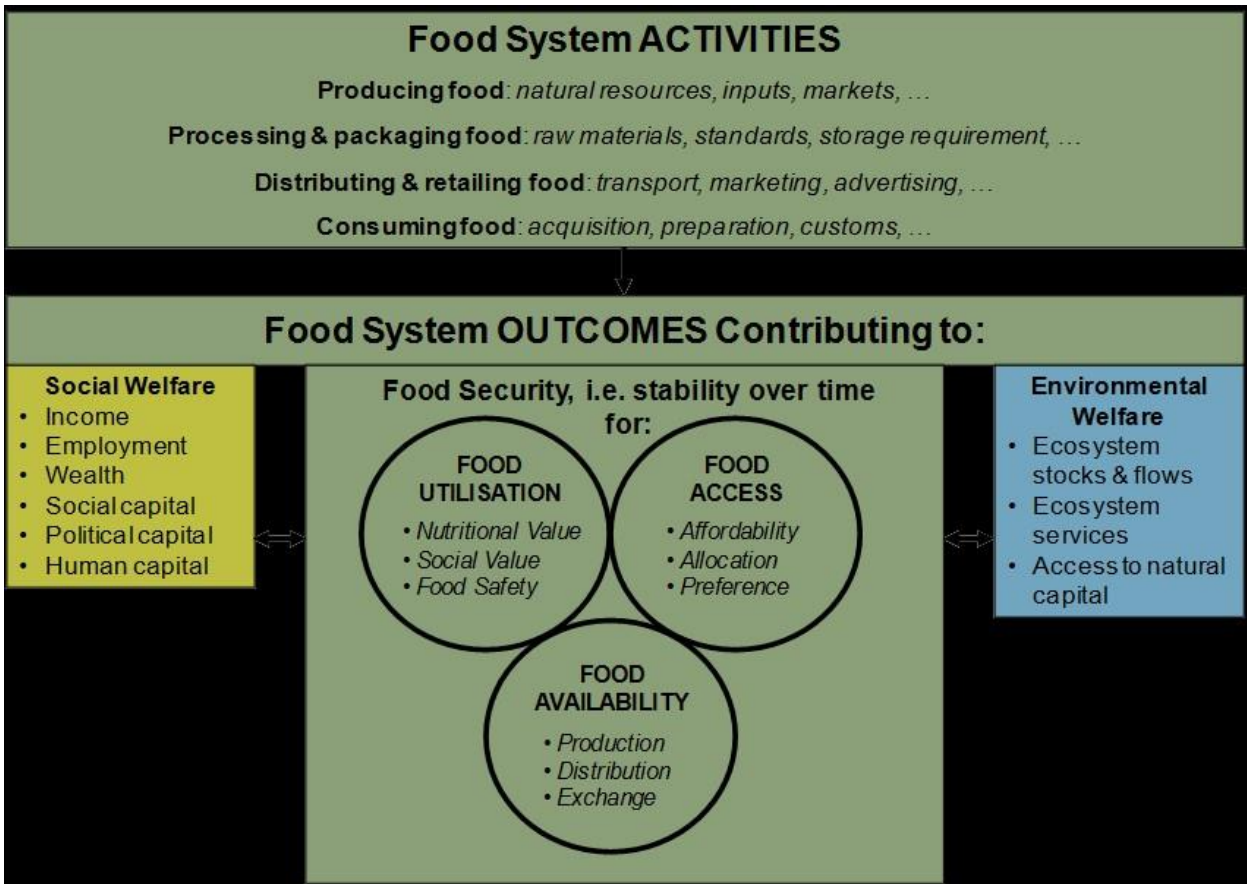 Food System ACTIVITIES
Producing food: natural resources, inputs, markets, …
Processing & packaging food: raw materials, standards, storage requirement, …
Distributing & retailing food: transport, marketing, advertising, …
Consuming food: acquisition, preparation, customs, …
Food System OUTCOMES Contributing to:
Social Welfare
• Income
• Employment
• Wealth
• Social capital
• Political capital
• Human capital
Food Security, i.e. stability over time
for:
FOOD
UTILISATION
• Nutritional Value
• Social Value
• Food Safety
FOOD
ACCESS
• Affordability
• Allocation
• Preference
FOOD
AVAILABILITY
• Production
• Distribution
• Exchange
Environmental
Welfare
• Ecosystem
stocks & flows
• Ecosystem
services
• Access to natural
capital